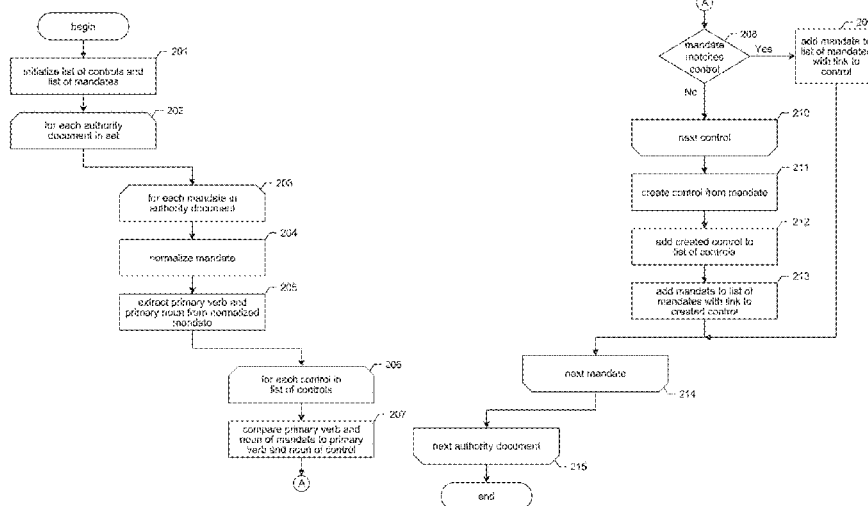 begin
201
initialize list of controls and
list of mandates
202
for each authority
document in set
203
for each mandate in
authority document
204
normalize mandate
205
extract primary verb and
primary noun from normalized
mandate
206
for each control in
list of controls
207
compare primary verb and
noun of mandate to primary
verb and noun of control
A
A
208
mandate
matches
control
Yes
No
add mandate to
list of mandates
with link to
control
210
next control
211
create control from mandate
212
add created control to
list of controls
213
add mandate to list of
mandates with link to
created control
next mandate
214
next authority document
215
end